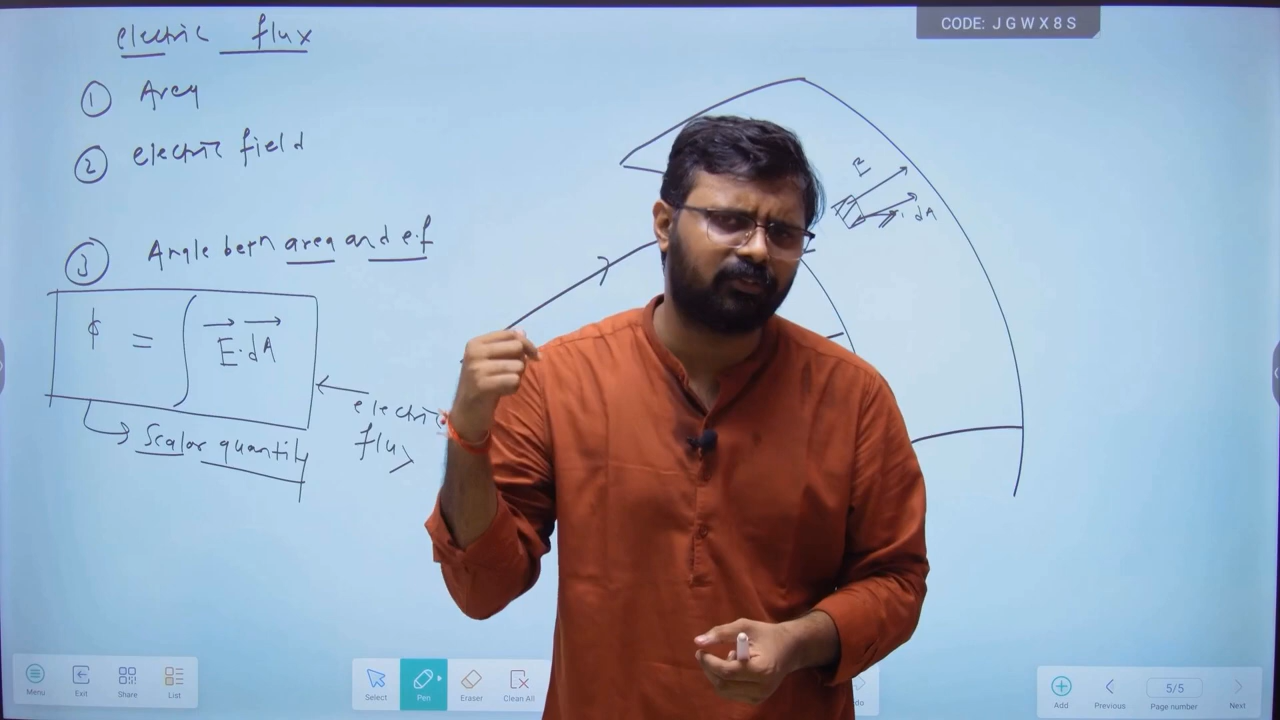 electric flux
① Area
② electric field
③ Angle betn area and e.f
ϕ = ∫ E⃗.dA⃗
electric
flux
Scalar quantity
E
dA
CODE: J G W X 8 S
Menu
Exit
Share
List
Select
Pen
Eraser
Clean All
Add
Previous
5/5
Page number
Next